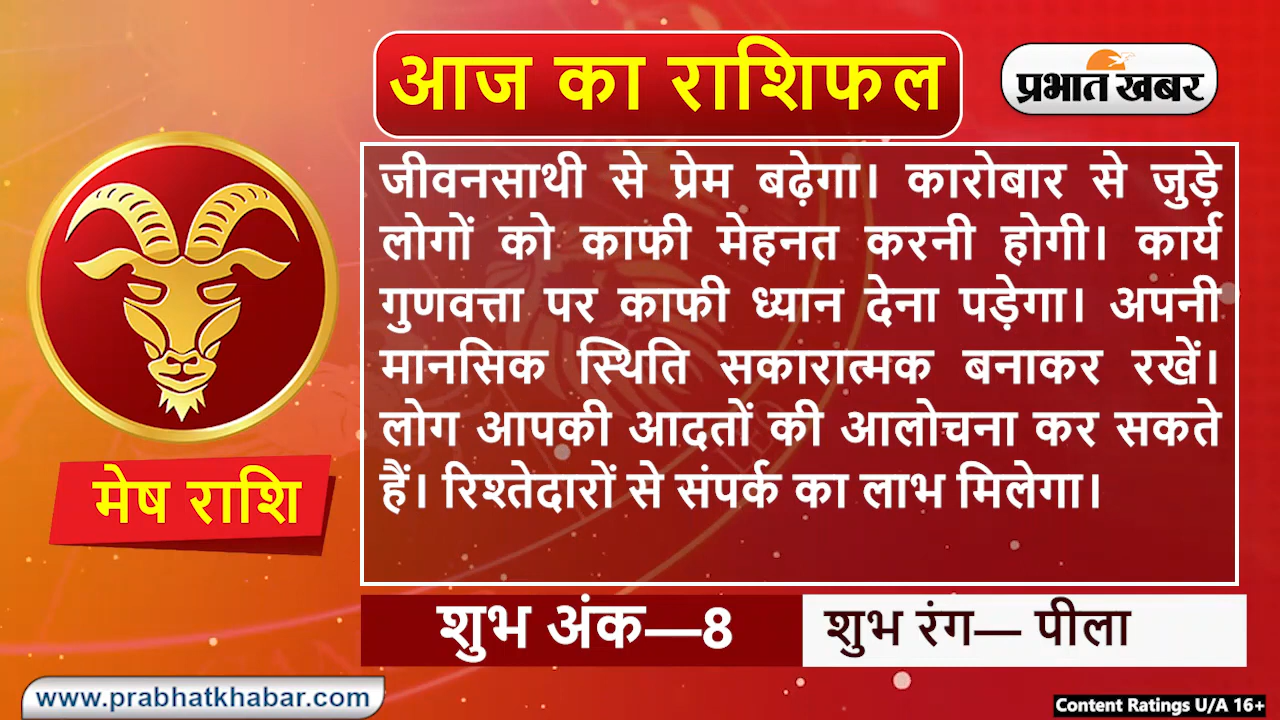 आज का राशिफल
प्रभात खबर
जीवनसाथी से प्रेम बढ़ेगा। कारोबार से जुड़े
लोगों को काफी मेहनत करनी होगी। कार्य
गुणवत्ता पर काफी ध्यान देना पड़ेगा। अपनी
मानसिक स्थिति सकारात्मक बनाकर रखें।
लोग आपकी आदतों की आलोचना कर सकते
हैं। रिश्तेदारों से संपर्क का लाभ मिलेगा।
मेष राशि
शुभ अंक—8
शुभ रंग— पीला
www.prabhatkhabar.com
Content Ratings U/A 16+